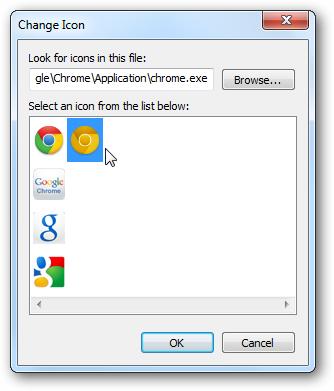 Change Icon
Look for icons in this file:
gle\Chrome\Application\chrome.exe
Browse...
Select an icon from the list below:
Google
Chrome
g
g
OK
Cancel